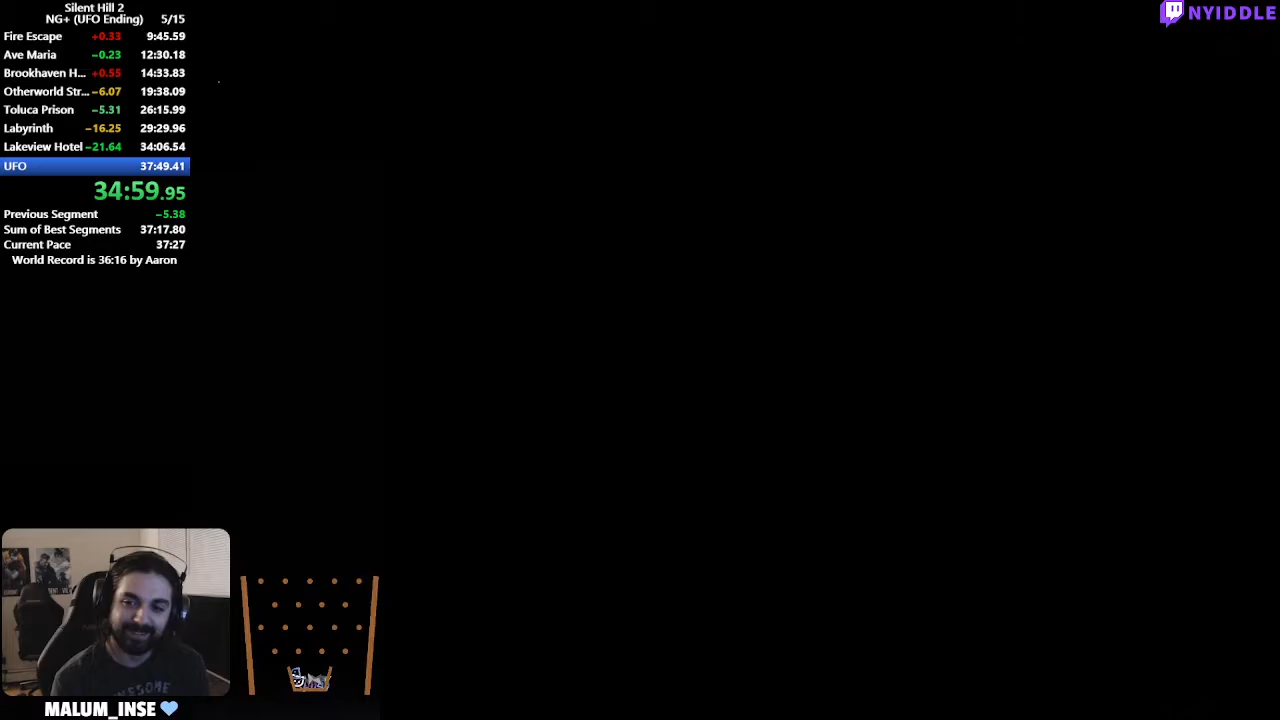 Silent Hill 2
NG+ (UFO Ending) 5/15
Fire Escape +0.33 9:45.59
Ave Maria −0.23 12:30.18
Brookhaven H... +0.55 14:33.83
Otherworld Str... −6.07 19:38.09
Toluca Prison −5.31 26:15.99
Labyrinth −16.25 29:29.96
Lakeview Hotel −21.64 34:06.54
UFO 37:49.41
34:59.95
Previous Segment −5.38
Sum of Best Segments 37:17.80
Current Pace 37:27
World Record is 36:16 by Aaron
NYIDDLE
MALUM_INSE